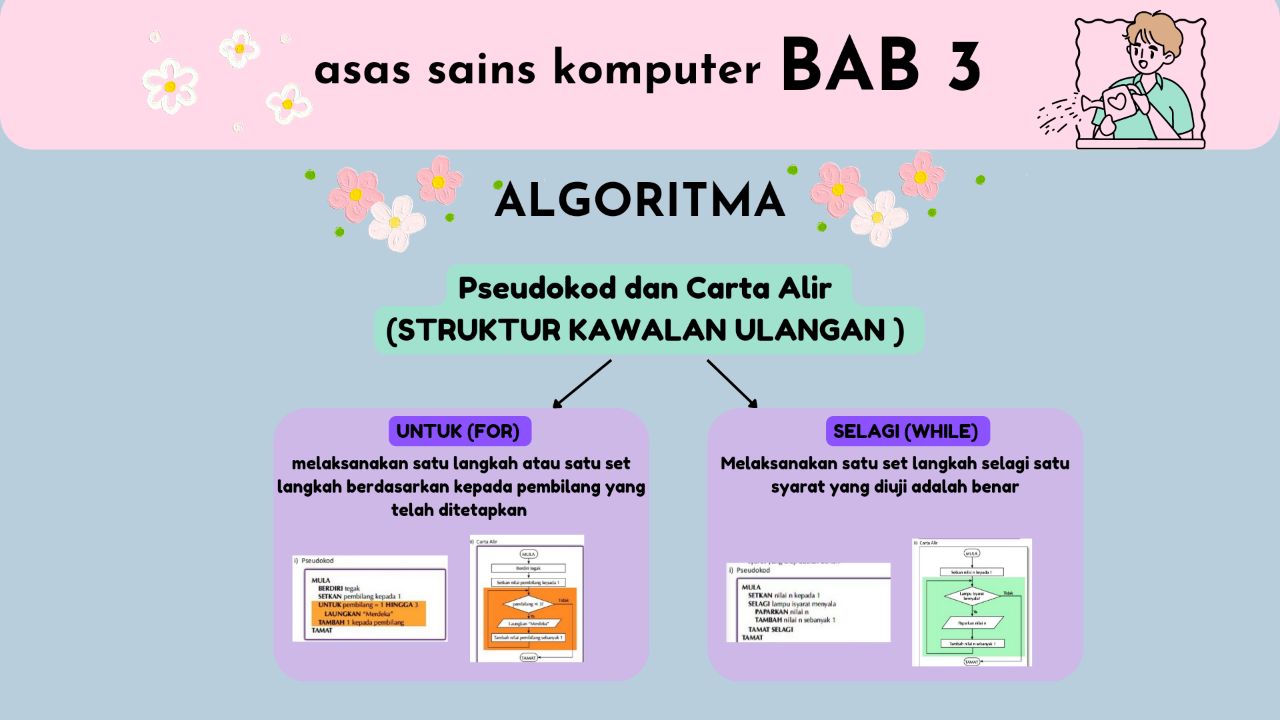 asas sains komputer BAB 3
ALGORITMA
Pseudokod dan Carta Alir
(STRUKTUR KAWALAN ULANGAN )
UNTUK (FOR)
melaksanakan satu langkah atau satu set
langkah berdasarkan kepada pembilang yang
telah ditetapkan
i) Pseudokod
MULA
BERDIRI tegak
SETKAN pembilang kepada 1
UNTUK pembilang = 1 HINGGA 3
LAUNGKAN "Merdeka"
TAMBAH 1 kepada pembilang
TAMAT
ii) Carta Alir
MULA
Berdiri tegak
Setkan nilai pembilang kepada 1
Tidak
Laungkan "Merdeka"
Tambah nilai pembilang sebanyak 1
TAMAT
SELAGI (WHILE)
Melaksanakan satu set langkah selagi satu
syarat yang diuji adalah benar
i) Pseudokod
MULA
SETKAN nilai n kepada 1
SELAGI lampu isyarat menyala
PAPARKAN nilai n
TAMBAH nilai n sebanyak 1
TAMAT SELAGI
TAMAT
ii) Carta Alir
MULA
Setkan nilai n kepada 1
Lampu isyarat
menyala?
Tidak
Paparkan nilai n
Tambah nilai n sebanyak 1
TAMAT